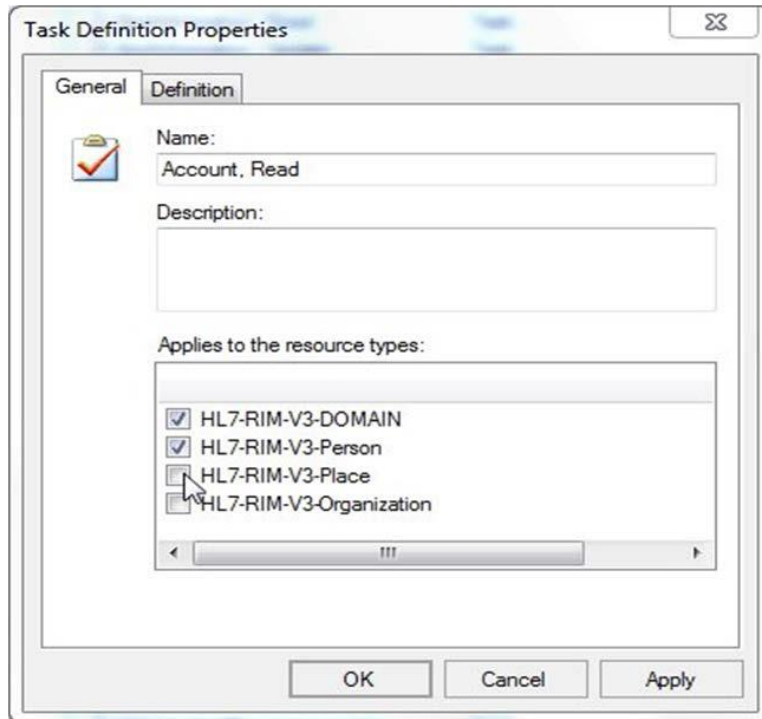 Task Definition Properties
General
Definition
Name:
Account, Read
Description:
Applies to the resource types:
HL7-RIM-V3-DOMAIN
HL7-RIM-V3-Person
HL7-RIM-V3-Place
HL7-RIM-V3-Organization
OK
Cancel
Apply